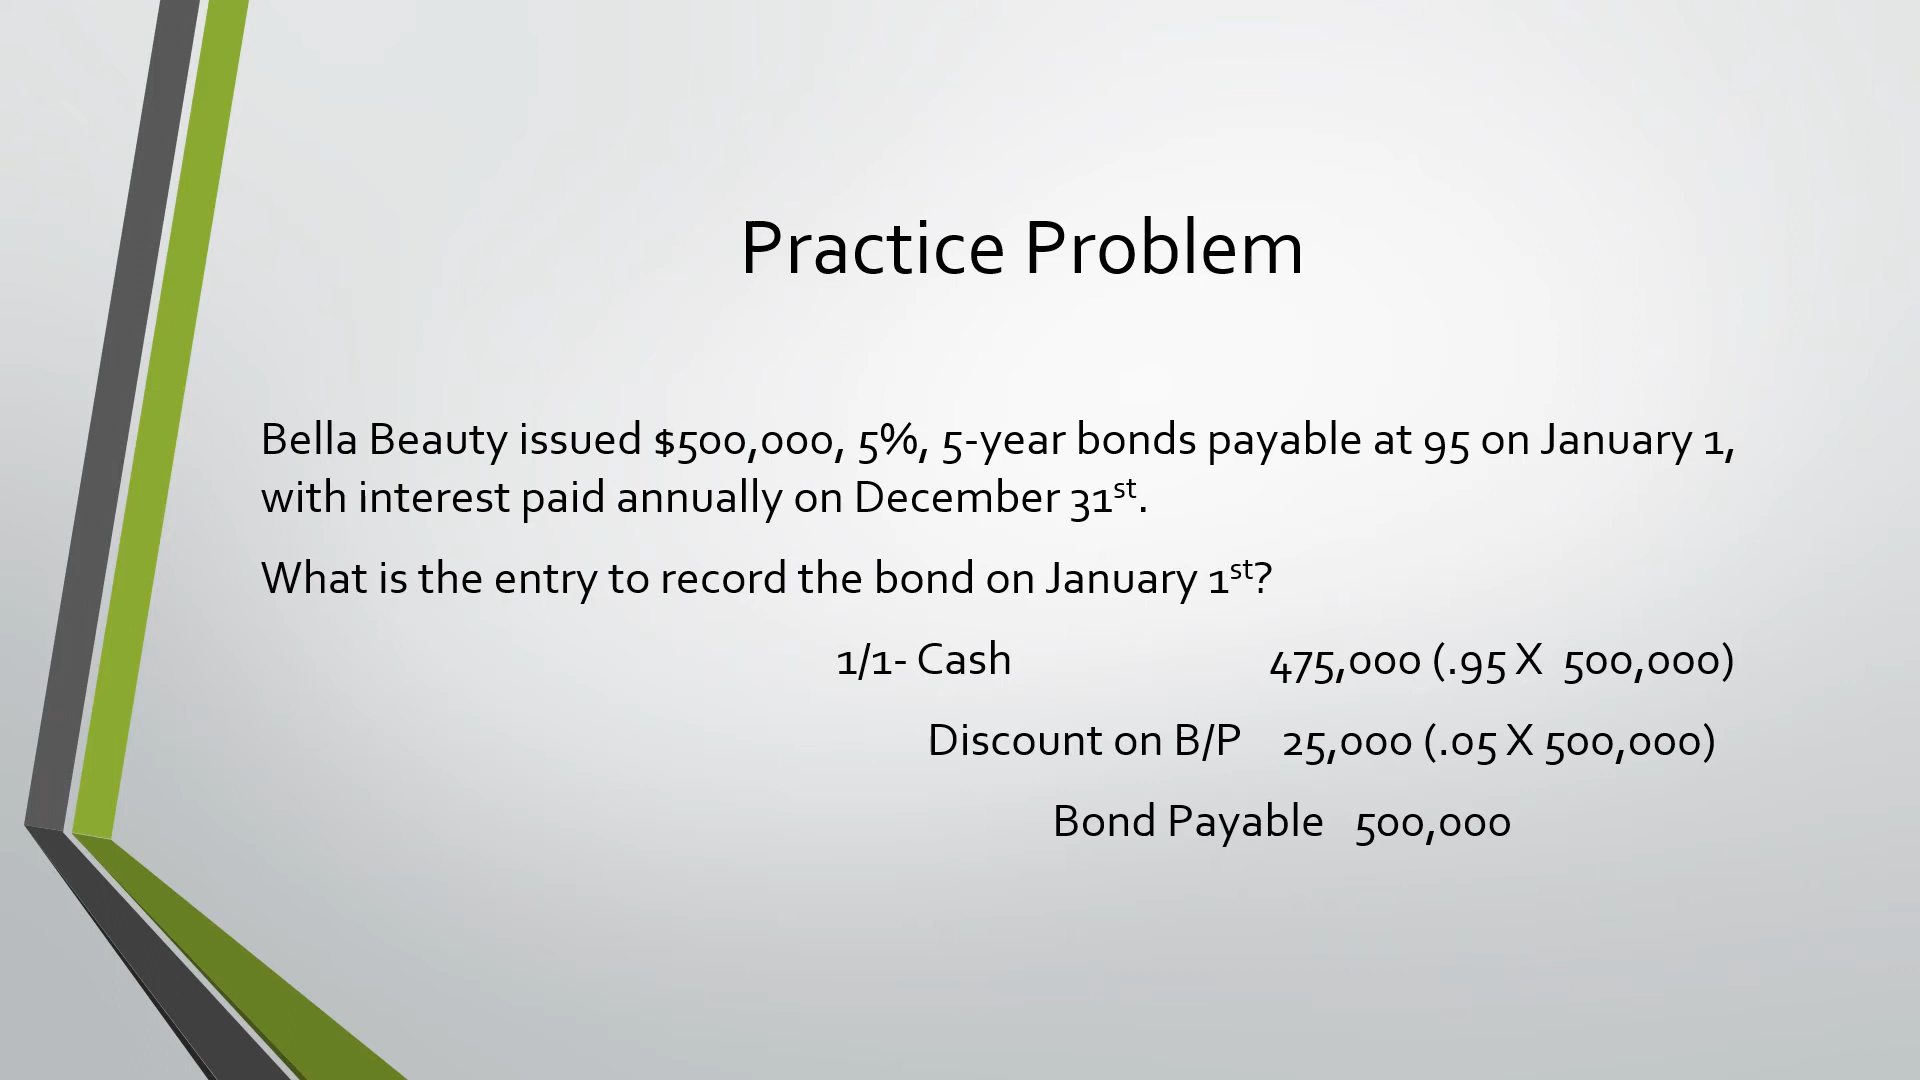 Practice Problem
Bella Beauty issued $500,000, 5%, 5-year bonds payable at 95 on January 1,
with interest paid annually on December 31st.
What is the entry to record the bond on January 1st?
1/1- Cash 475,000 (.95 X 500,000)
Discount on B/P 25,000 (.05 X 500,000)
Bond Payable 500,000